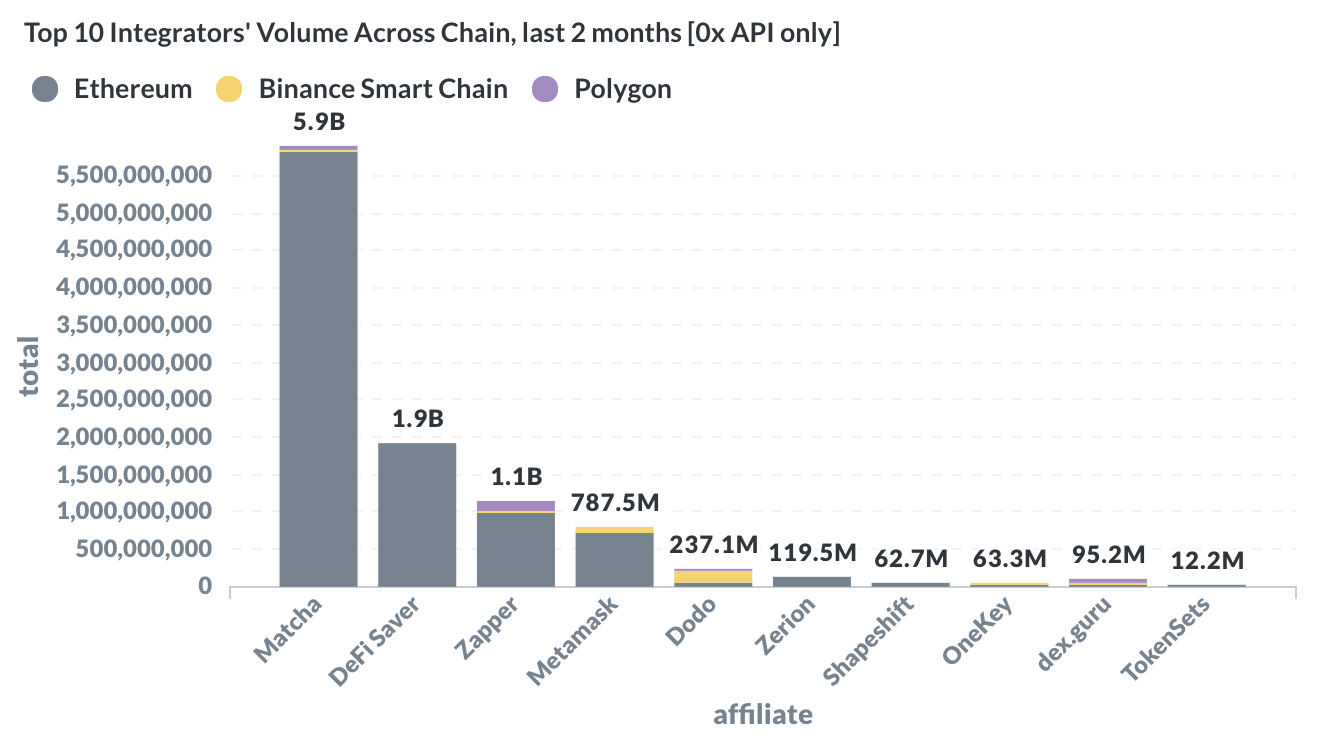 Top 10 Integrators' Volume Across Chain, last 2 months [0x API only]
Ethereum Binance Smart Chain Polygon
5.9B
5,500,000,000
5,000,000,000
4,500,000,000
4,000,000,000
3,500,000,000
3,000,000,000
2,500,000,000
2,000,000,000
1,500,000,000
1,000,000,000
500,000,000
0
total
1.9B
1.1B
787.5M
237.1M
119.5M
62.7M
63.3M
95.2M
12.2M
Matcha
DeFi Saver
Zapper
Metamask
Dodo
Zerion
Shapeshift
OneKey
dex.guru
TokenSets
affiliate